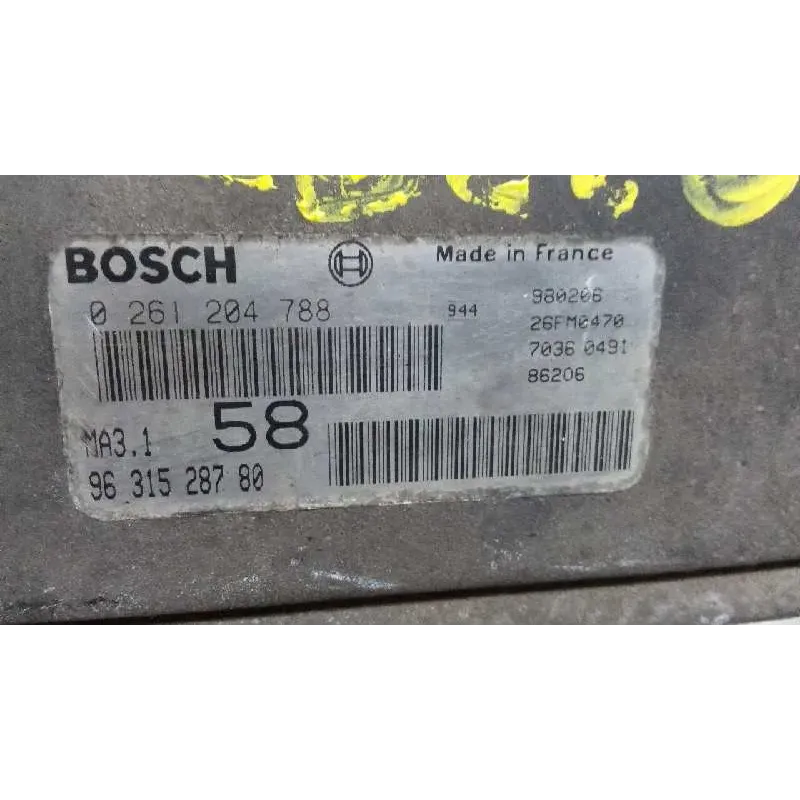 BOSCH
Made in France
0 261 204 788
944
980206
26FM0470
7036 0491
86206
MA3.1
58
96 315 287 80